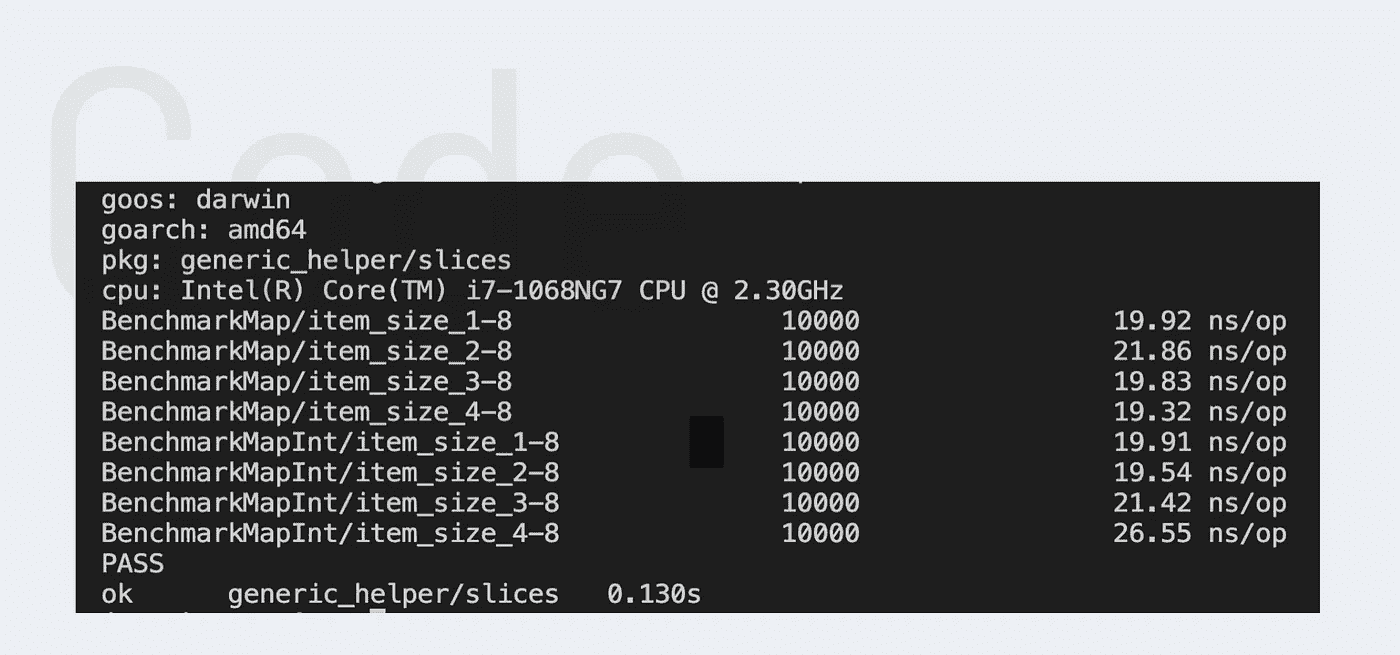 Code
goos: darwin
goarch: amd64
pkg: generic_helper/slices
cpu: Intel(R) Core(TM) i7-1068NG7 CPU @ 2.30GHz
BenchmarkMap/item_size_1-8 10000 19.92 ns/op
BenchmarkMap/item_size_2-8 10000 21.86 ns/op
BenchmarkMap/item_size_3-8 10000 19.83 ns/op
BenchmarkMap/item_size_4-8 10000 19.32 ns/op
BenchmarkMapInt/item_size_1-8 10000 19.91 ns/op
BenchmarkMapInt/item_size_2-8 10000 19.54 ns/op
BenchmarkMapInt/item_size_3-8 10000 21.42 ns/op
BenchmarkMapInt/item_size_4-8 10000 26.55 ns/op
PASS
ok generic_helper/slices 0.130s